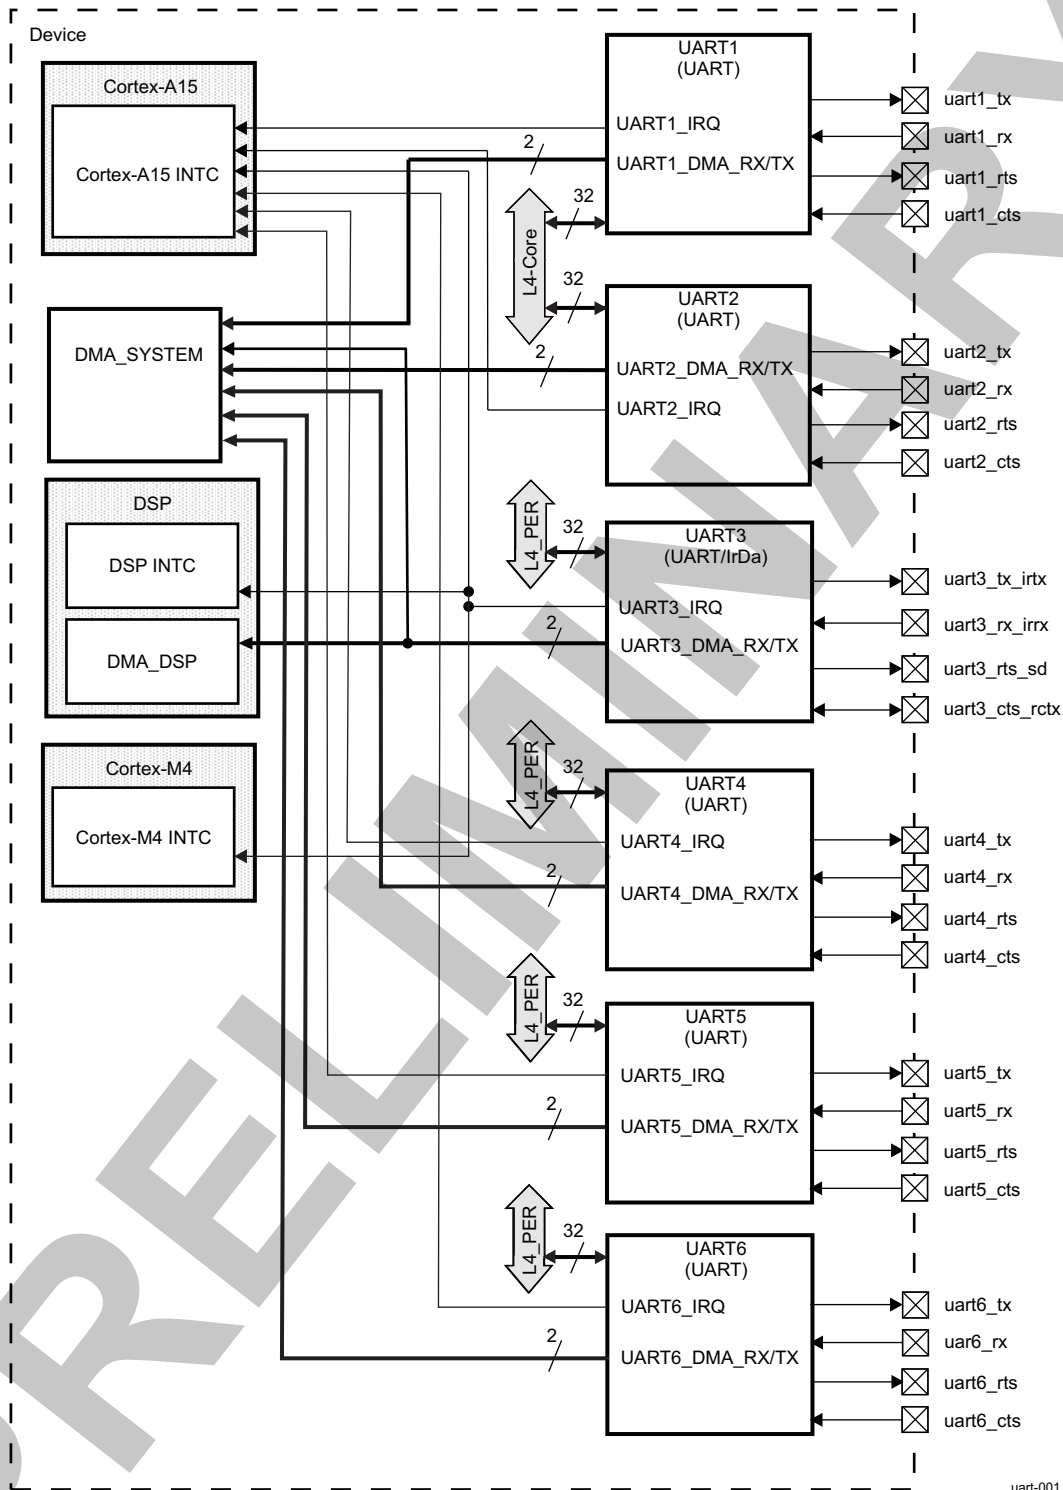 Device
Cortex-A15
Cortex-A15 INTC
DMA_SYSTEM
DSP
DSP INTC
DMA_DSP
Cortex-M4
Cortex-M4 INTC
UART1
(UART)
UART1_IRQ
2
UART1_DMA_RX/TX
32
L4-Core
uart1_tx
uart1_rx
uart1_rts
uart1_cts
32
UART2
(UART)
2
UART2_DMA_RX/TX
UART2_IRQ
uart2_tx
uart2_rx
uart2_rts
uart2_cts
L4_PER
32
UART3
(UART/IrDa)
UART3_IRQ
2
UART3_DMA_RX/TX
uart3_tx_irtx
uart3_rx_irrx
uart3_rts_sd
uart3_cts_rctx
L4_PER
32
UART4
(UART)
UART4_IRQ
2
UART4_DMA_RX/TX
uart4_tx
uart4_rx
uart4_rts
uart4_cts
L4_PER
32
UART5
(UART)
UART5_IRQ
2
UART5_DMA_RX/TX
uart5_tx
uart5_rx
uart5_rts
uart5_cts
L4_PER
32
UART6
(UART)
UART6_IRQ
2
UART6_DMA_RX/TX
uart6_tx
uar6_rx
uart6_rts
uart6_cts
uart-001
PRELIMINARY